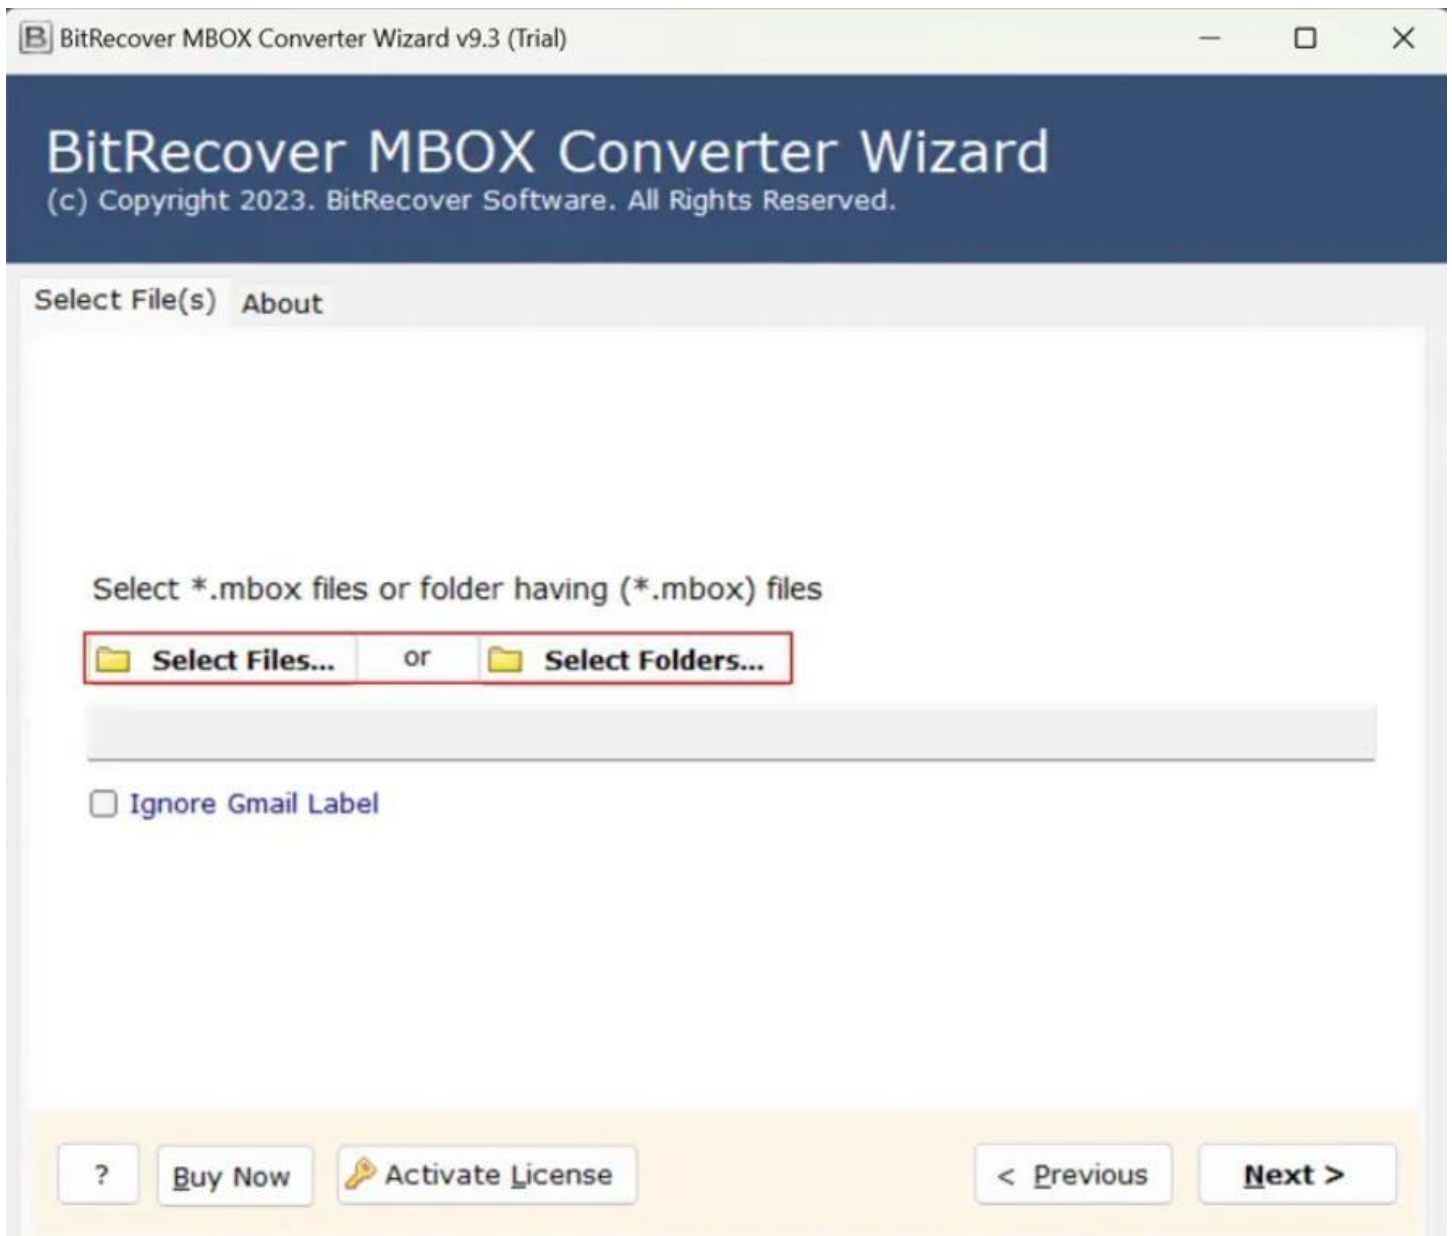 BitRecover MBOX Converter Wizard v9.3 (Trial)
BitRecover MBOX Converter Wizard
(c) Copyright 2023. BitRecover Software. All Rights Reserved.
Select File(s) About
Select *.mbox files or folder having (*.mbox) files
Select Files... or Select Folders...
Ignore Gmail Label
? Buy Now Activate License < Previous Next >